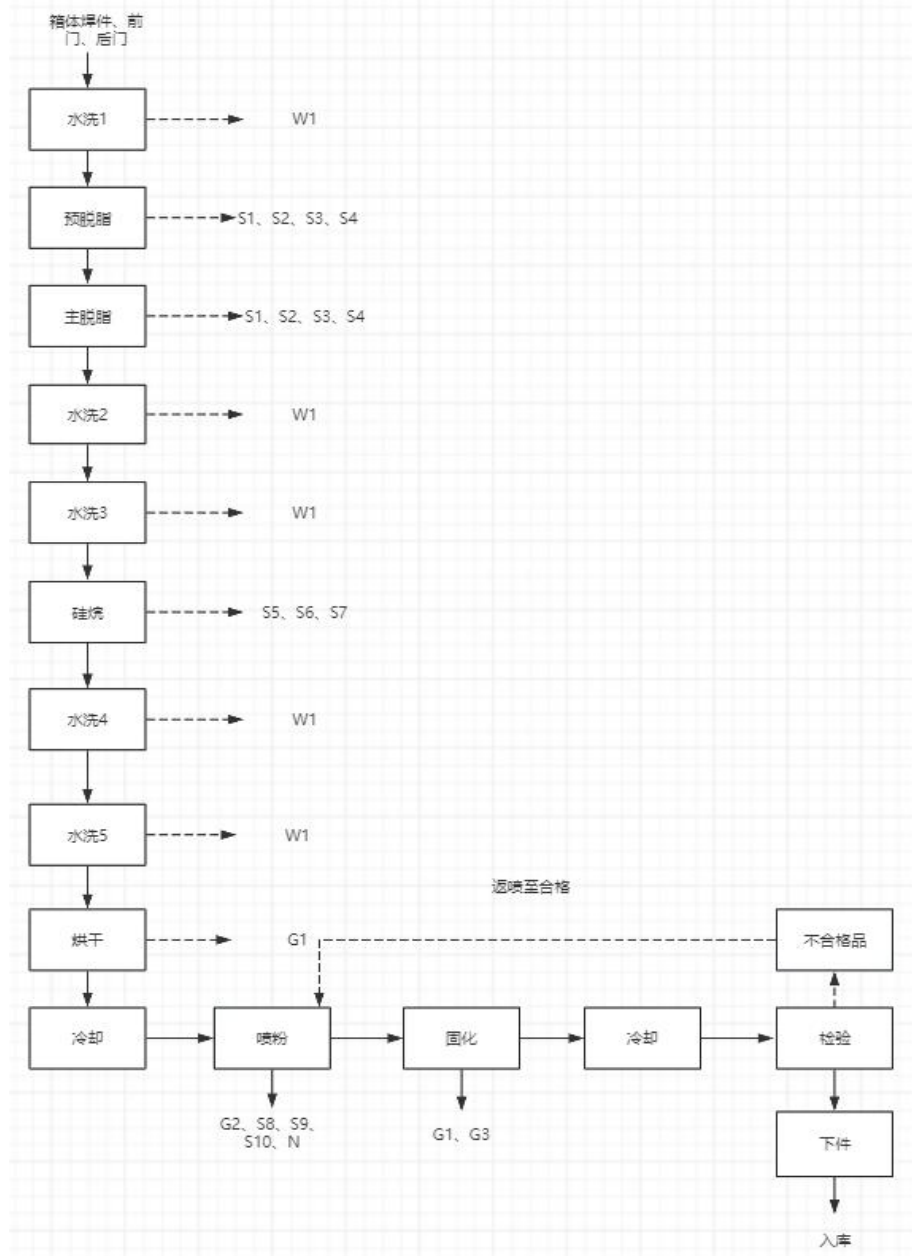 箱体焊件、前
门、后门
水洗1
W1
预脱脂
S1、S2、S3、S4
主脱脂
S1、S2、S3、S4
水洗2
W1
水洗3
W1
硅烷
S5、S6、S7
水洗4
W1
水洗5
W1
返喷至合格
烘干
G1
不合格品
冷却
喷粉
固化
冷却
检验
G2、S8、S9、
S10、N
G1、G3
下件
入库